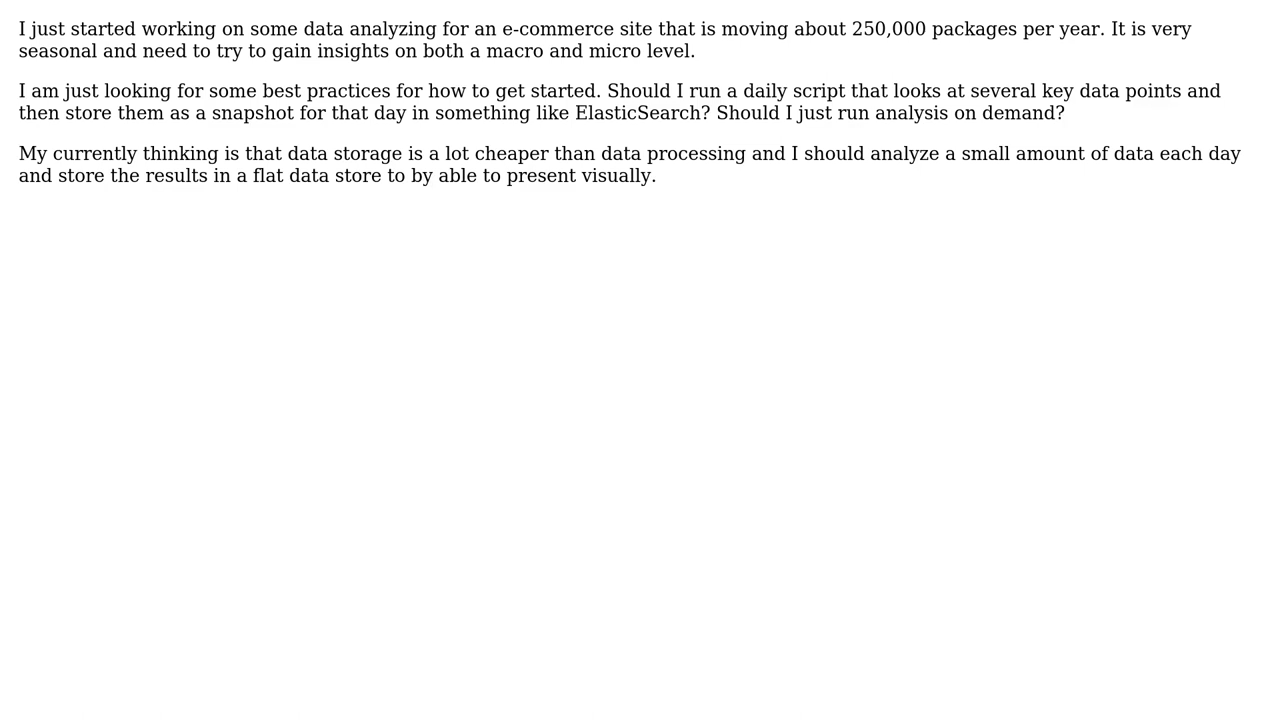 I just started working on some data analyzing for an e-commerce site that is moving about 250,000 packages per year. It is very
seasonal and need to try to gain insights on both a macro and micro level.
I am just looking for some best practices for how to get started. Should I run a daily script that looks at several key data points and
then store them as a snapshot for that day in something like ElasticSearch? Should I just run analysis on demand?
My currently thinking is that data storage is a lot cheaper than data processing and I should analyze a small amount of data each day
and store the results in a flat data store to by able to present visually.